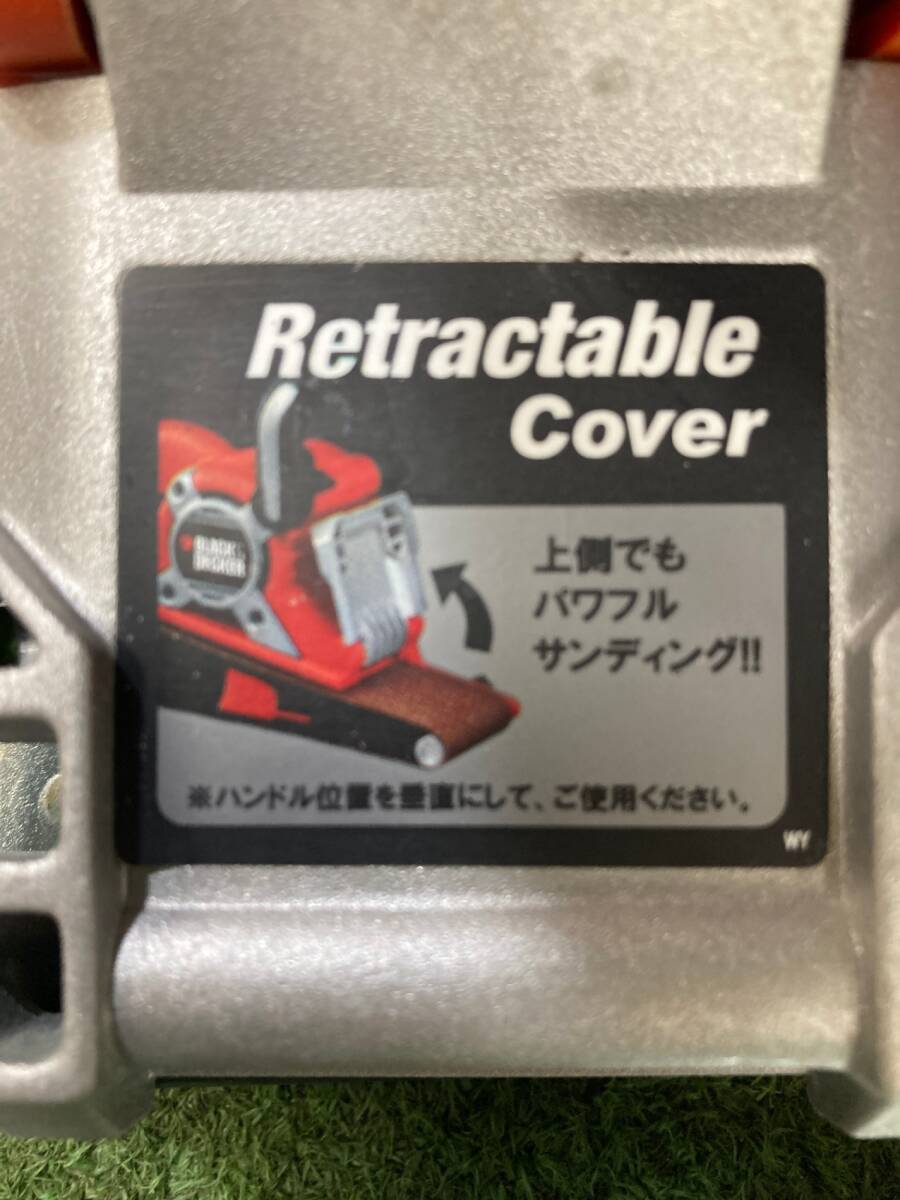 Retractable
Cover
BLACK &
DECKER
上側でも
パワフル
サンディング!!
※ハンドル位置を垂直にして、ご使用ください。
WY